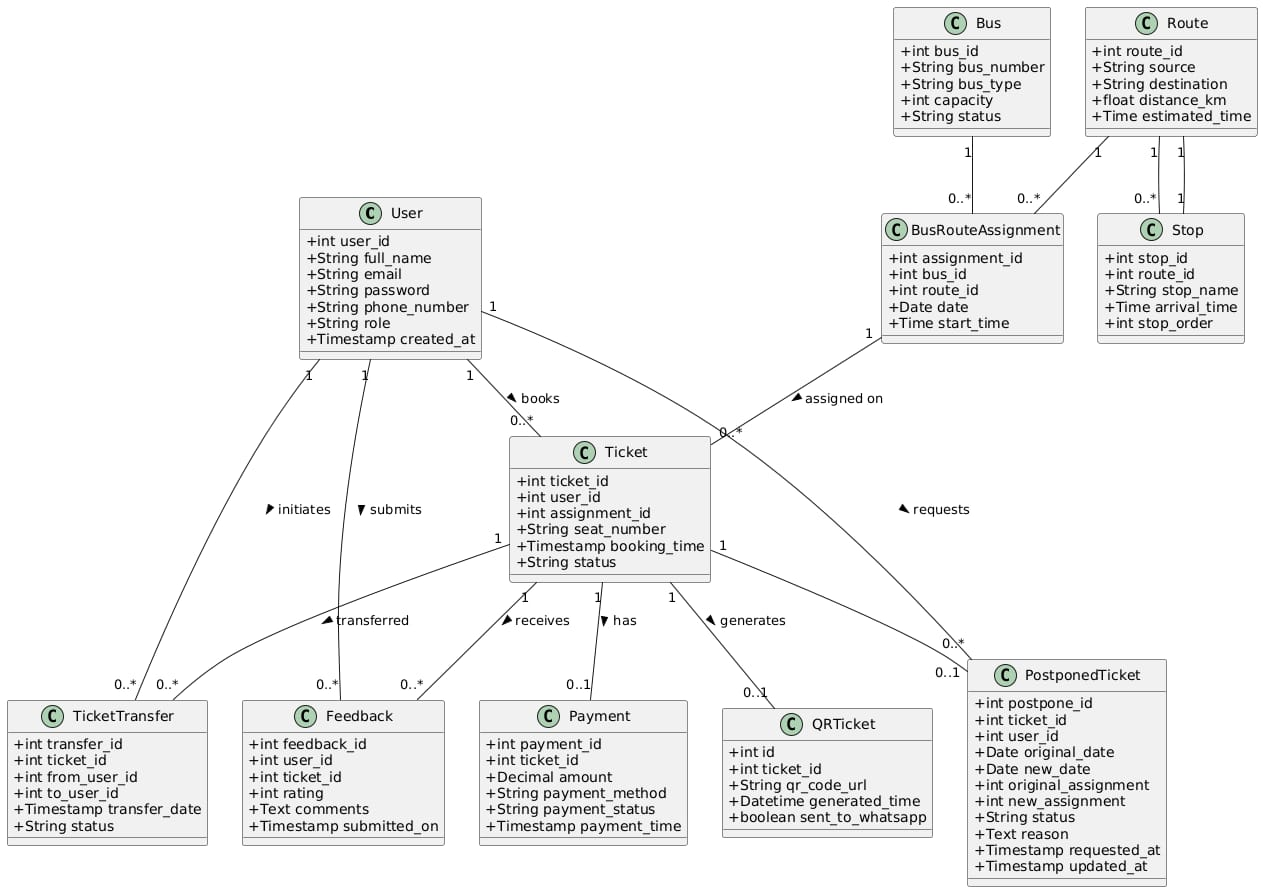 C Bus
+int bus_id
+String bus_number
+String bus_type
+int capacity
+String status
C Route
+int route_id
+String source
+String destination
+float distance_km
+Time estimated_time
1
1
1
1
0..*
0..*
0..*
1
C User
+int user_id
+String full_name
+String email
+String password
+String phone_number
+String role
+Timestamp created_at
C BusRouteAssignment
+int assignment_id
+int bus_id
+int route_id
+Date date
+Time start_time
C Stop
+int stop_id
+int route_id
+String stop_name
+Time arrival_time
+int stop_order
1
1
1
1
1
books
assigned on
0..*
0..*
C Ticket
+int ticket_id
+int user_id
+int assignment_id
+String seat_number
+Timestamp booking_time
+String status
initiates
submits
requests
1
1
1
1
1
transferred
receives
has
generates
0..*
0..*
0..*
0..*
0..1
0..1
0..*
0..1
C TicketTransfer
+int transfer_id
+int ticket_id
+int from_user_id
+int to_user_id
+Timestamp transfer_date
+String status
C Feedback
+int feedback_id
+int user_id
+int ticket_id
+int rating
+Text comments
+Timestamp submitted_on
C Payment
+int payment_id
+int ticket_id
+Decimal amount
+String payment_method
+String payment_status
+Timestamp payment_time
C QRTicket
+int id
+int ticket_id
+String qr_code_url
+Datetime generated_time
+boolean sent_to_whatsapp
C PostponedTicket
+int postpone_id
+int ticket_id
+int user_id
+Date original_date
+Date new_date
+int original_assignment
+int new_assignment
+String status
+Text reason
+Timestamp requested_at
+Timestamp updated_at